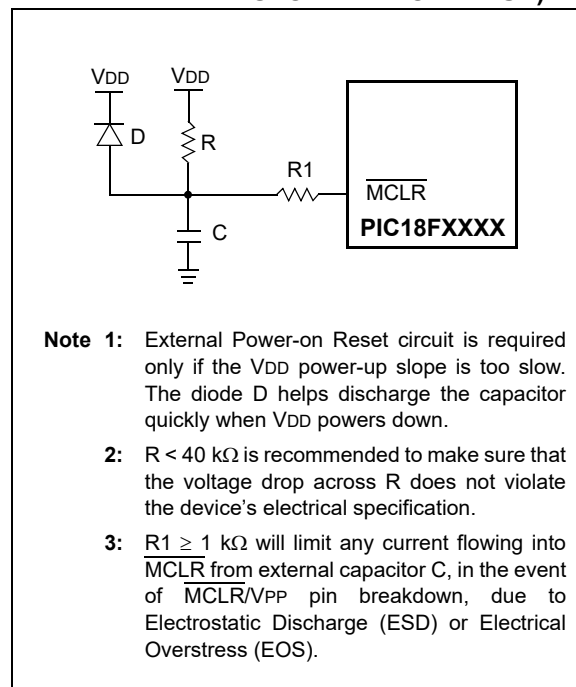 VDD VDD
D
R
R1
MCLR
PIC18FXXXX
C
Note 1: External Power-on Reset circuit is required
only if the VDD power-up slope is too slow.
The diode D helps discharge the capacitor
quickly when VDD powers down.
2: R < 40 kΩ is recommended to make sure that
the voltage drop across R does not violate
the device's electrical specification.
3: R1 ≥ 1 kΩ will limit any current flowing into
MCLR from external capacitor C, in the event
of MCLR/VPP pin breakdown, due to
Electrostatic Discharge (ESD) or Electrical
Overstress (EOS).